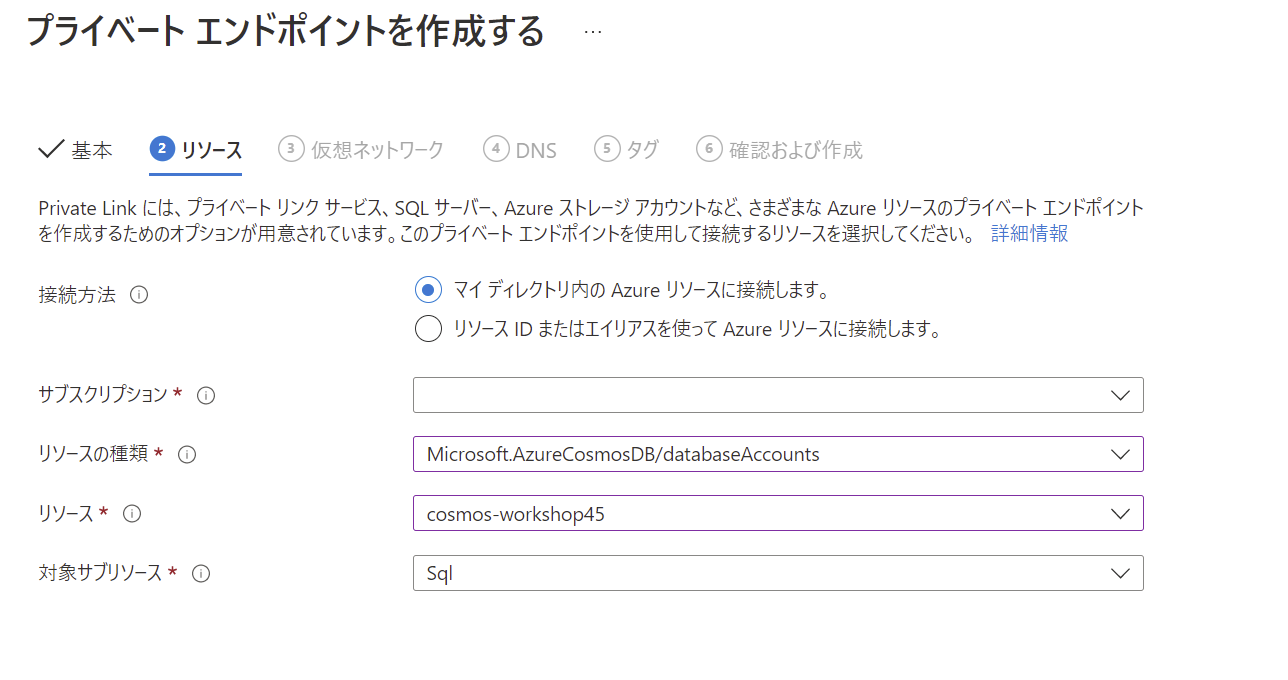 プライベート エンドポイントを作成する ...
基本 2 リソース 3 仮想ネットワーク 4 DNS 5 タグ 6 確認および作成
Private Link には、プライベート リンク サービス、SQL サーバー、Azure ストレージ アカウントなど、さまざまな Azure リソースのプライベート エンドポイント
を作成するためのオプションが用意されています。このプライベート エンドポイントを使用して接続するリソースを選択してください。 詳細情報
接続方法 マイ ディレクトリ内の Azure リソースに接続します。
リソース ID またはエイリアスを使って Azure リソースに接続します。
サブスクリプション *
リソースの種類 * Microsoft.AzureCosmosDB/databaseAccounts
リソース * cosmos-workshop45
対象サブリソース * Sql